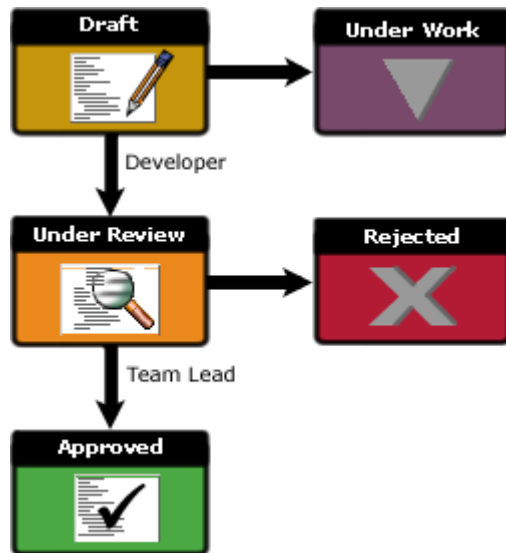 Draft
Under Work
Developer
Under Review
Rejected
Team Lead
Approved